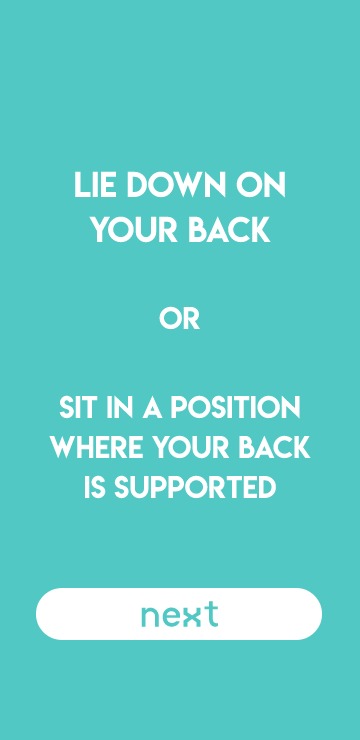 LIE DOWN ON
YOUR BACK
OR
SIT IN A POSITION
WHERE YOUR BACK
IS SUPPORTED
next